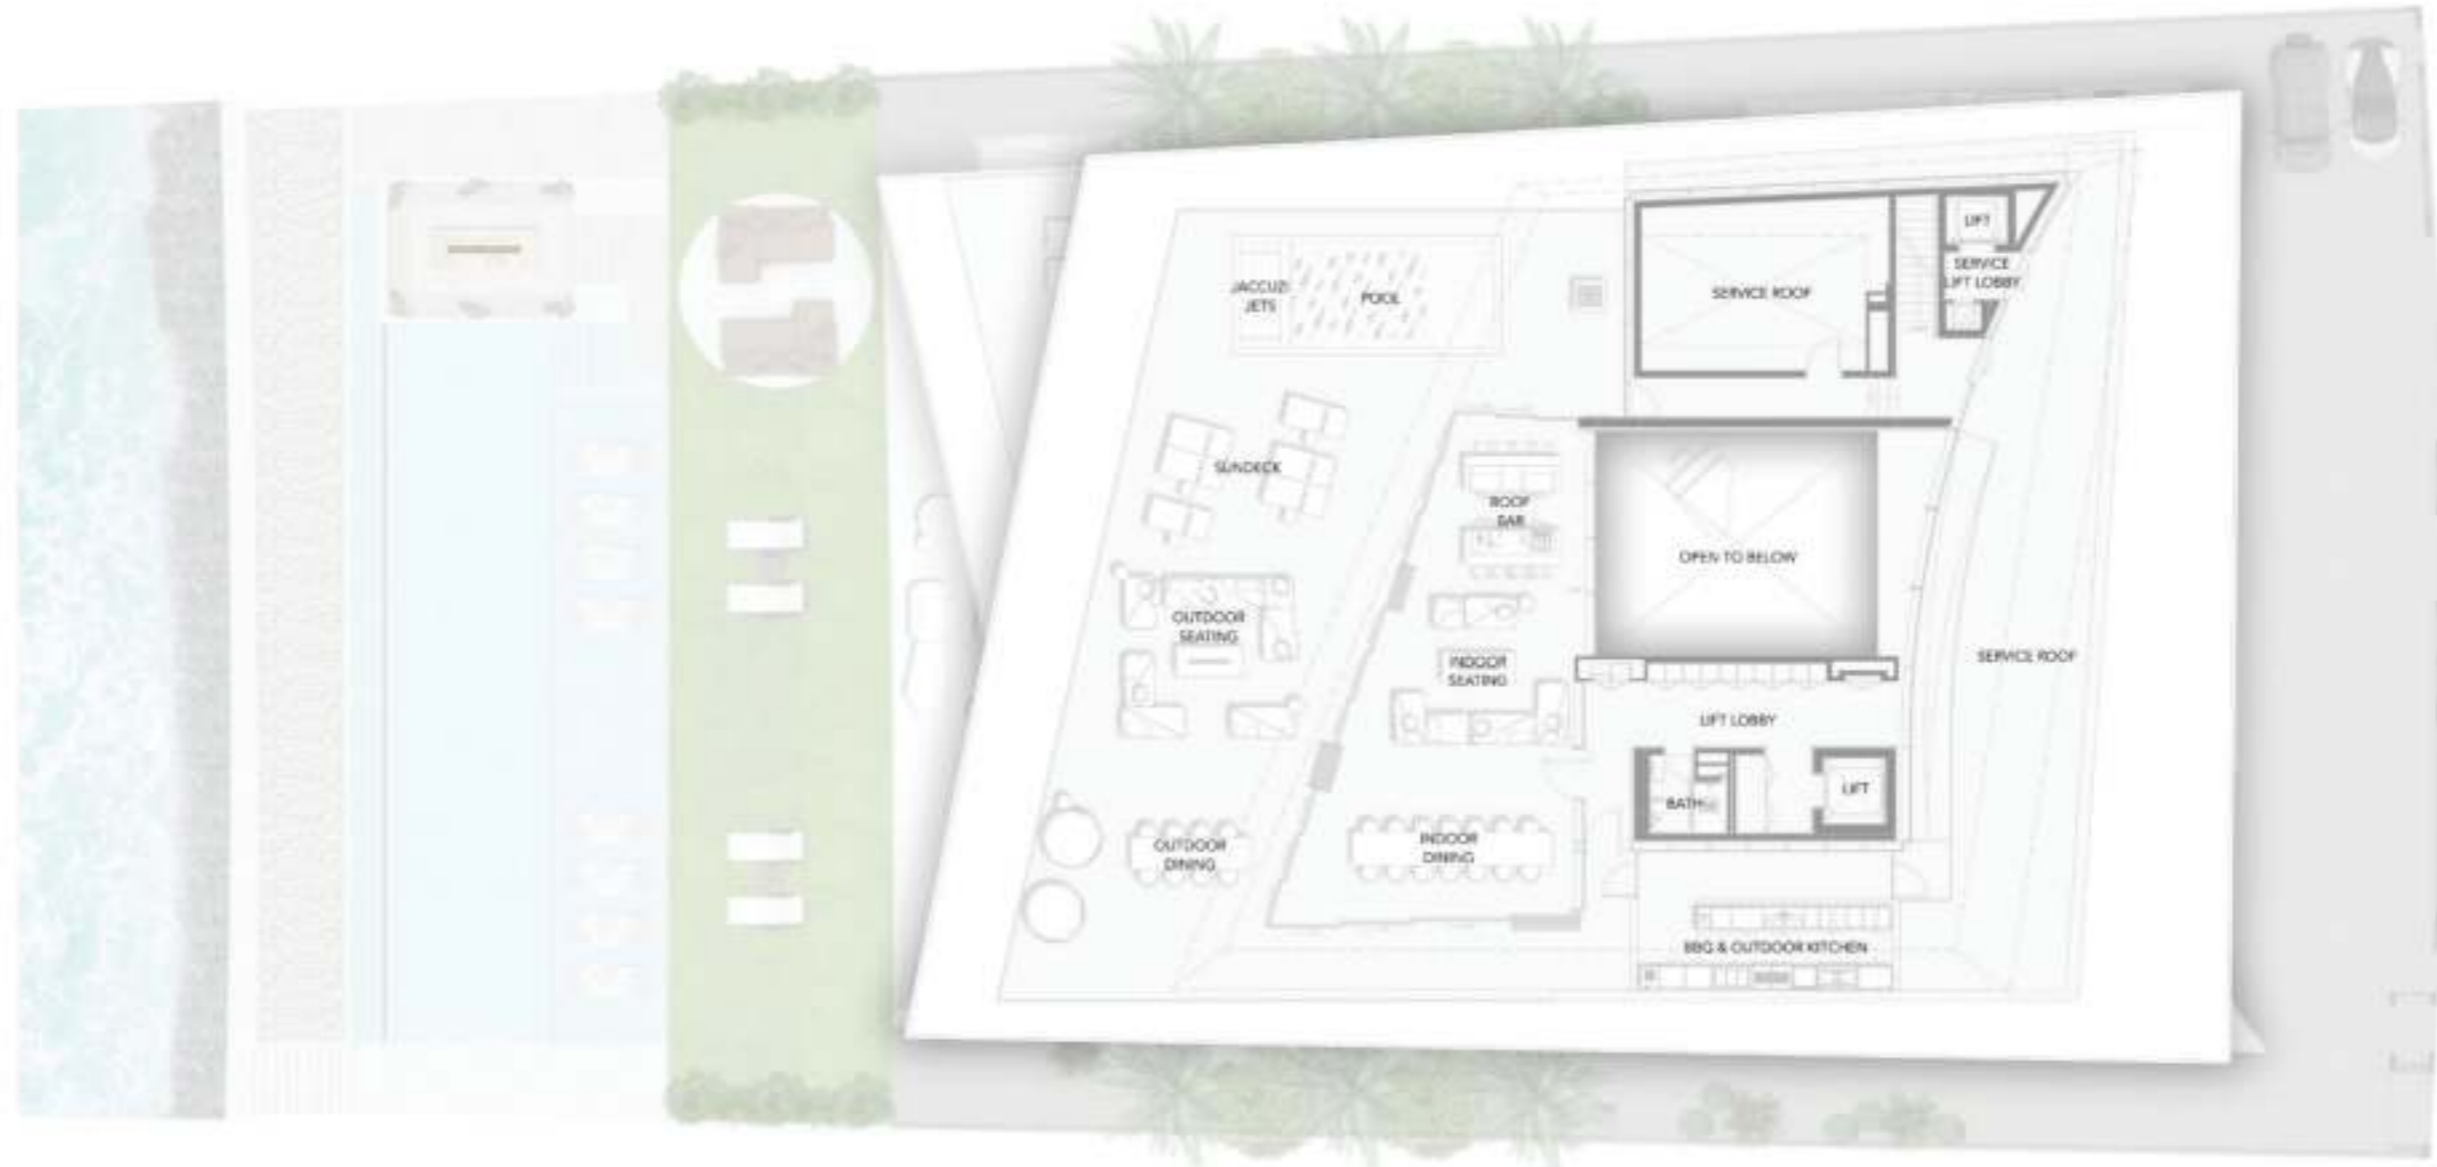 LIFT
SERVICE
LIFT LOBBY
JACCUZI
JETS
POOL
SERVICE ROOF
SUNDECK
ROOF
BAR
OPEN TO BELOW
OUTDOOR
SEATING
INDOOR
SEATING
SERVICE ROOF
LIFT LOBBY
BATH
LIFT
OUTDOOR
DINING
INDOOR
DINING
BBQ & OUTDOOR KITCHEN